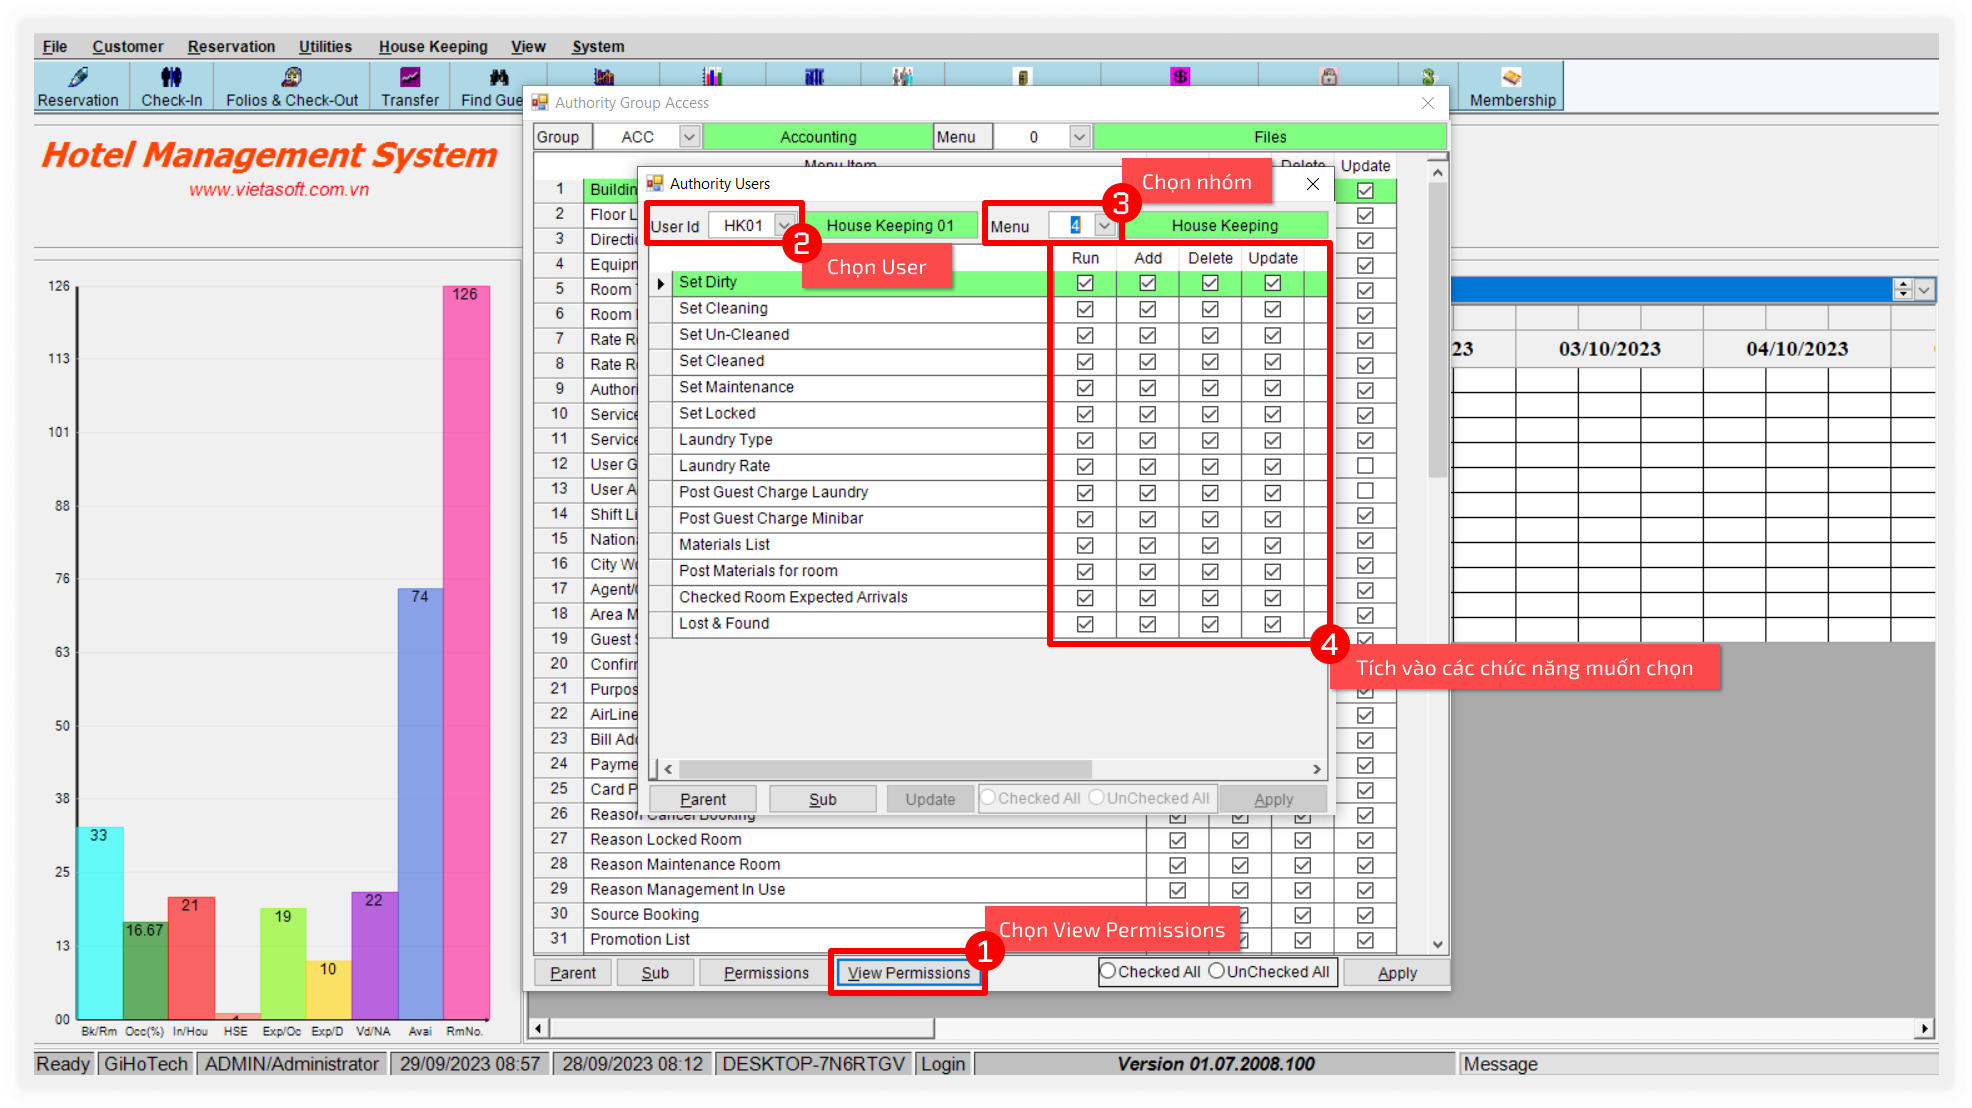 File Customer Reservation Utilities House Keeping View System
Reservation Check-In Folios & Check-Out Transfer Find Gue Membership
Hotel Management System
www.vietasoft.com.vn
Authority Group Access
Group ACC Accounting Menu 0 Files
Menu Item Delete Update
1 Buildin
2 Floor L
3 Directi
4 Equipn
5 Room
6 Room
7 Rate R
8 Rate R
9 Authori
10 Service
11 Service
12 User G
13 User A
14 Shift Li
15 Nation
16 City W
17 Agent/
18 Area M
19 Guest
20 Confir
21 Purpos
22 AirLine
23 Bill Add
24 Payme
25 Card P
26 Reason Cancel Booking
27 Reason Locked Room
28 Reason Maintenance Room
29 Reason Management In Use
30 Source Booking
31 Promotion List
Parent Sub Permissions View Permissions Checked All UnChecked All Apply
1 Chọn View Permissions
Authority Users
User Id HK01 House Keeping 01 Menu 4 House Keeping
2 Chọn User
3 Chọn nhóm
Run Add Delete Update
Set Dirty
Set Cleaning
Set Un-Cleaned
Set Cleaned
Set Maintenance
Set Locked
Laundry Type
Laundry Rate
Post Guest Charge Laundry
Post Guest Charge Minibar
Materials List
Post Materials for room
Checked Room Expected Arrivals
Lost & Found
4 Tích vào các chức năng muốn chọn
Parent Sub Update Checked All UnChecked All Apply
23 03/10/2023 04/10/2023
126
113
101
88
76
63
50
38
25
13
00
33 16.67 21 19 10 22 74 126
Bk/Rm Occ(%) In/Hou HSE Exp/Oc Exp/D Vd/NA Avai RmNo.
Ready GiHoTech ADMIN/Administrator 29/09/2023 08:57 28/09/2023 08:12 DESKTOP-7N6RTGV Login Version 01.07.2008.100 Message